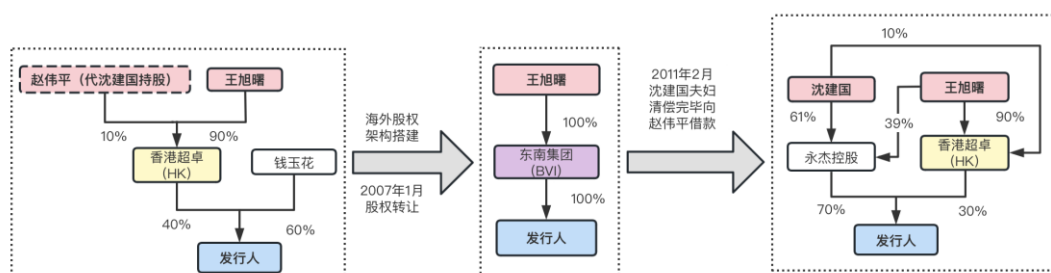 赵伟平（代沈建国持股）
王旭曙
10%
90%
香港超卓
(HK)
钱玉花
40%
60%
发行人
海外股权
架构搭建
2007年1月
股权转让
王旭曙
100%
东南集团
(BVI)
100%
发行人
2011年2月
沈建国夫妇
清偿完毕向
赵伟平借款
10%
沈建国
王旭曙
61%
39%
90%
永杰控股
香港超卓
(HK)
70%
30%
发行人